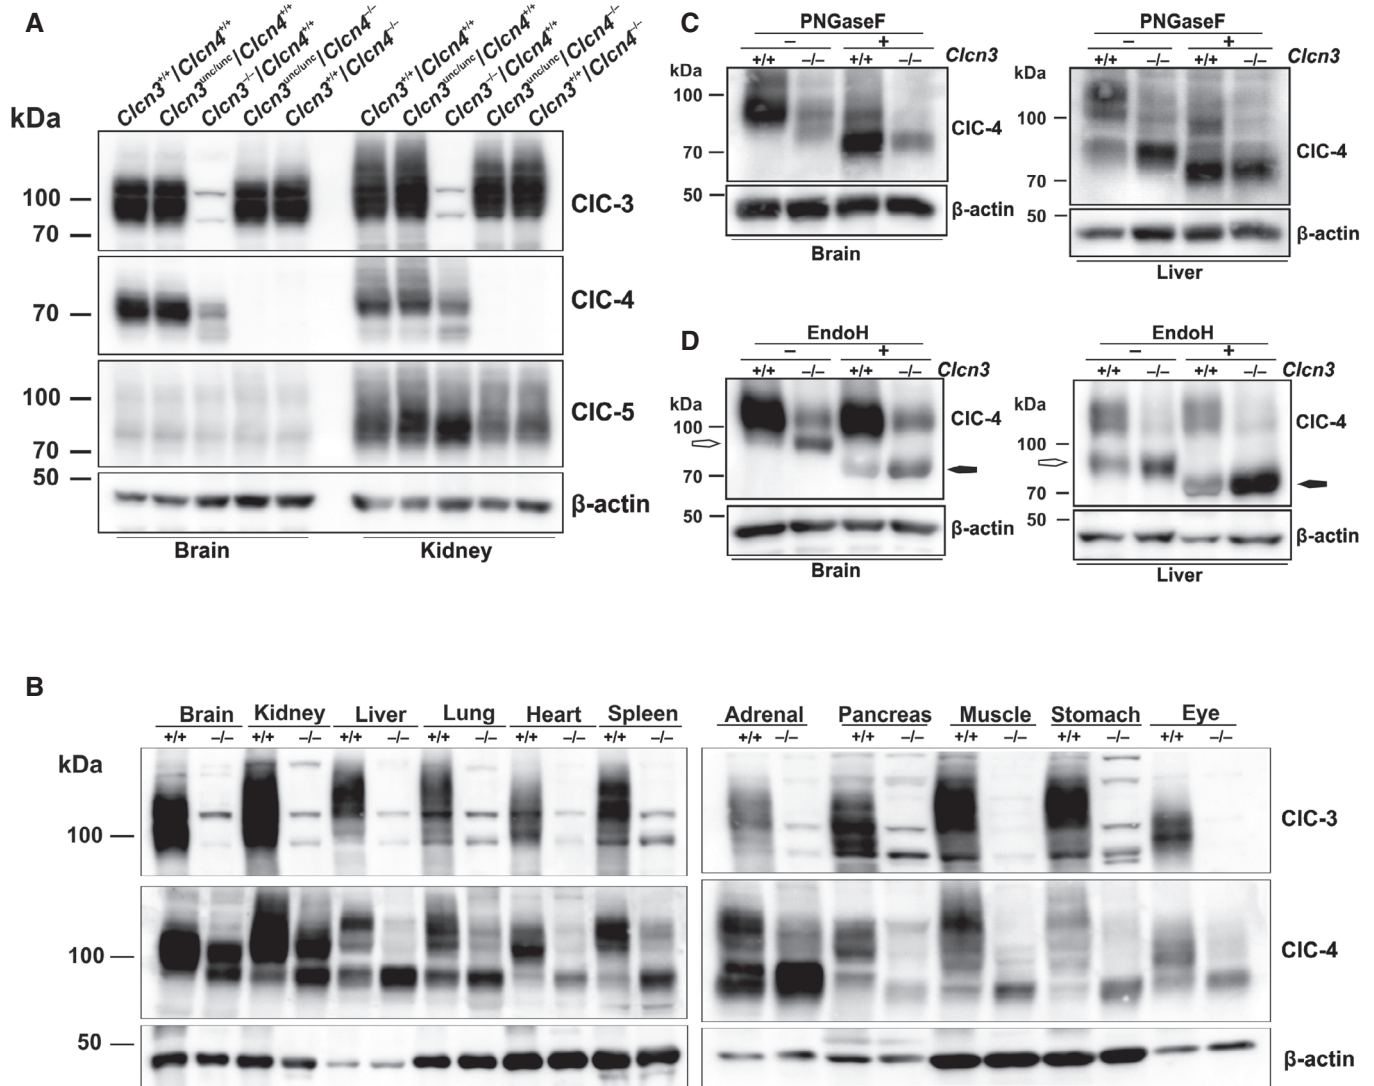 A
Clcn3+/+/Clcn4+/+
Clcn3unc/unc/Clcn4+/+
Clcn3–/–/Clcn4+/+
Clcn3unc/unc/Clcn4–/–
Clcn3+/+/Clcn4–/–
Clcn3+/+/Clcn4+/+
Clcn3unc/unc/Clcn4+/+
Clcn3–/–/Clcn4+/+
Clcn3unc/unc/Clcn4–/–
Clcn3+/+/Clcn4–/–
kDa
100
70
ClC-3
70
ClC-4
100
70
ClC-5
50
β-actin
Brain Kidney
C
PNGaseF
– +
+/+ –/– +/+ –/– Clcn3
kDa
100
70
ClC-4
50
β-actin
Brain
PNGaseF
– +
+/+ –/– +/+ –/– Clcn3
kDa
100
70
ClC-4
50
β-actin
Liver
D
EndoH
– +
+/+ –/– +/+ –/– Clcn3
kDa
100
70
ClC-4
50
β-actin
Brain
EndoH
– +
+/+ –/– +/+ –/– Clcn3
kDa
100
70
ClC-4
50
β-actin
Liver
B
Brain Kidney Liver Lung Heart Spleen Adrenal Pancreas Muscle Stomach Eye
+/+ –/– +/+ –/– +/+ –/– +/+ –/– +/+ –/– +/+ –/– +/+ –/– +/+ –/– +/+ –/– +/+ –/– +/+ –/–
kDa
100
ClC-3
100
ClC-4
50
β-actin